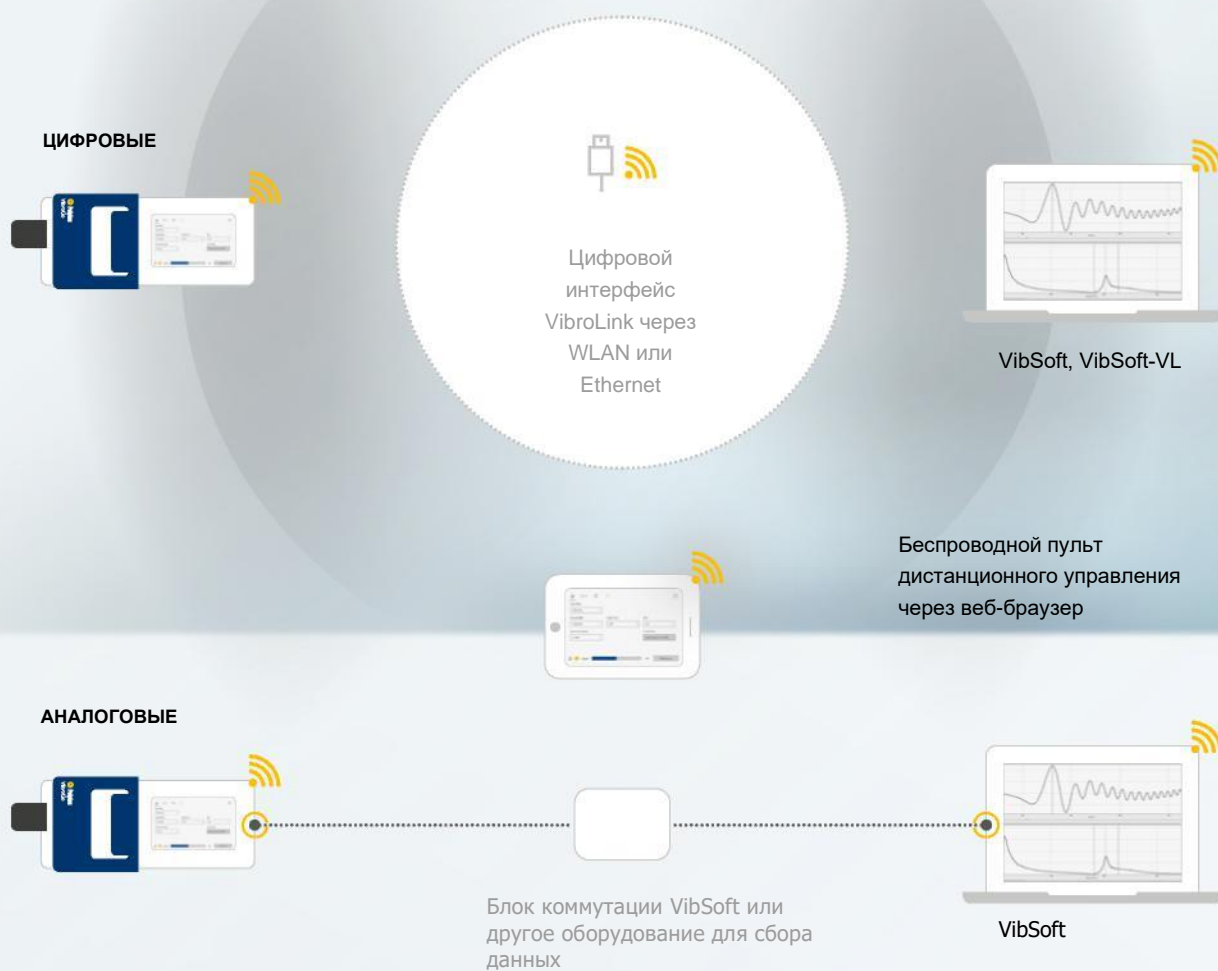 ЦИФРОВЫЕ
Цифровой
интерфейс
VibroLink через
WLAN или
Ethernet
VibSoft, VibSoft-VL
Беспроводной пульт
дистанционного управления
через веб-браузер
АНАЛОГОВЫЕ
Блок коммутации VibSoft или
другое оборудование для сбора
данных
VibSoft